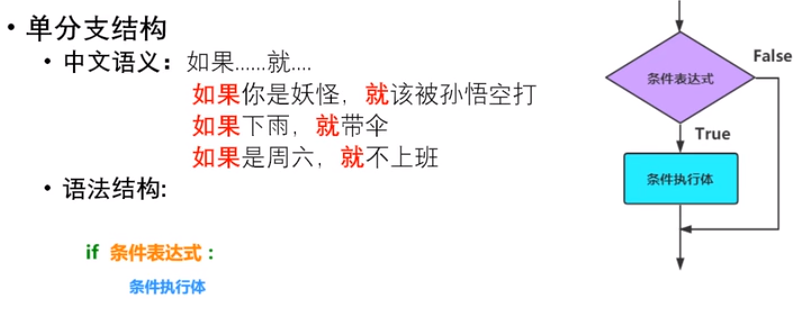 • 单分支结构
• 中文语义：如果......就....
如果你是妖怪，就该被孙悟空打
如果下雨，就带伞
如果是周六，就不上班
• 语法结构:
if 条件表达式：
条件执行体
条件表达式
False
True
条件执行体